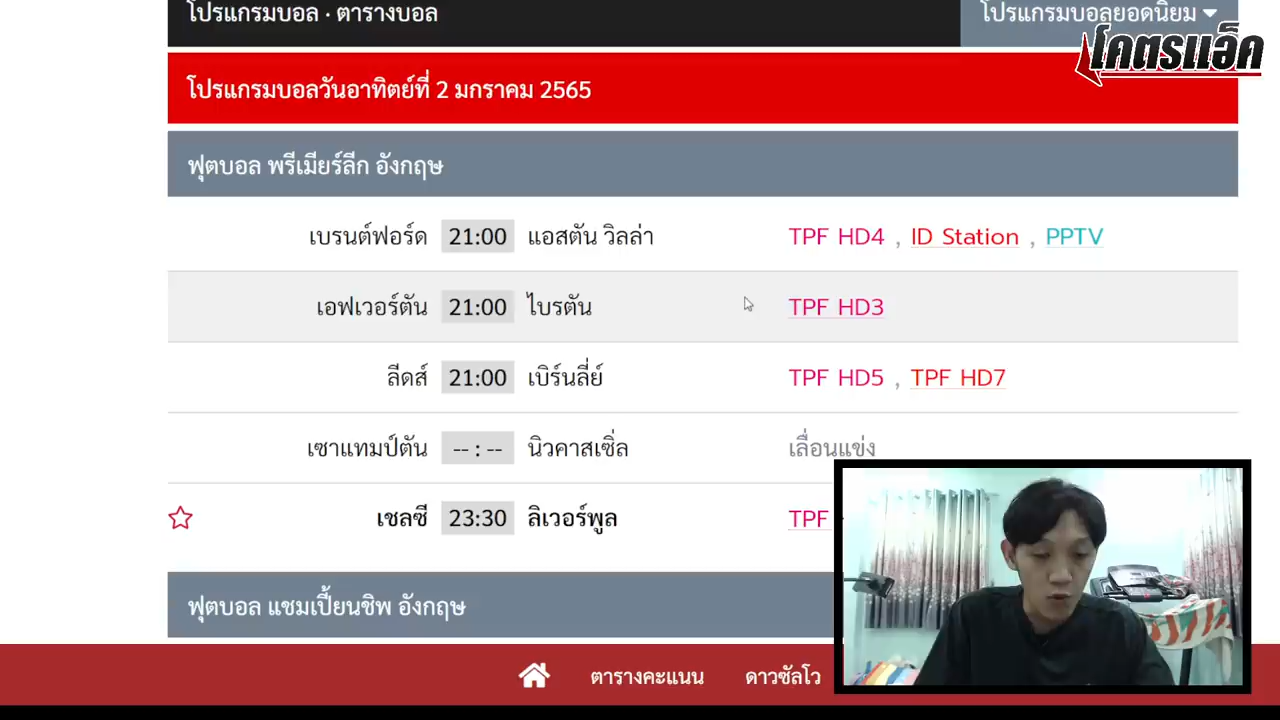 โปรแกรมบอล · ตารางบอล
โปรแกรมบอลยอดนิยม
โคตรแอ็ค
โปรแกรมบอลวันอาทิตย์ที่ 2 มกราคม 2565
ฟุตบอล พรีเมียร์ลีก อังกฤษ
เบรนต์ฟอร์ด 21:00 แอสตัน วิลล่า TPF HD4 , ID Station , PPTV
เอฟเวอร์ตัน 21:00 ไบรตัน TPF HD3
ลีดส์ 21:00 เบิร์นลี่ย์ TPF HD5 , TPF HD7
เซาแทมป์ตัน -- : -- นิวคาสเซิ่ล เลื่อนแข่ง
เชลซี 23:30 ลิเวอร์พูล TPF
ฟุตบอล แชมเปี้ยนชิพ อังกฤษ
ตารางคะแนน ดาวซัลโว